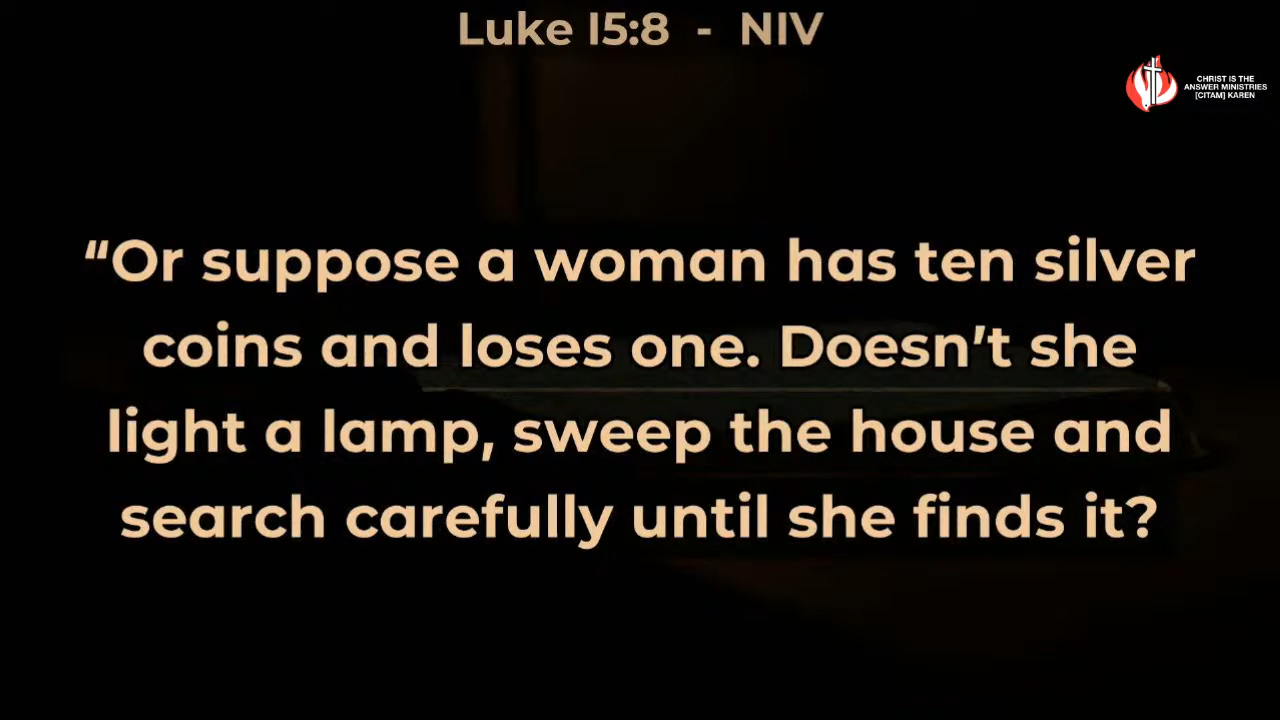 Luke 15:8 - NIV
CHRIST IS THE
ANSWER MINISTRIES
[CITAM] KAREN
“Or suppose a woman has ten silver
coins and loses one. Doesn’t she
light a lamp, sweep the house and
search carefully until she finds it?